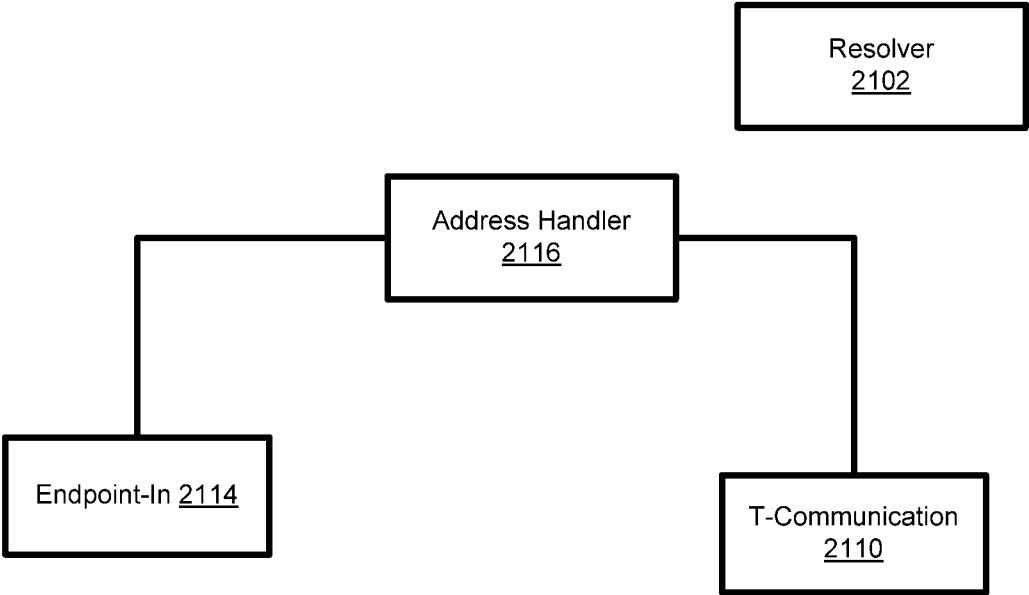 Resolver
2102
Address Handler
2116
Endpoint-In 2114
T-Communication
2110